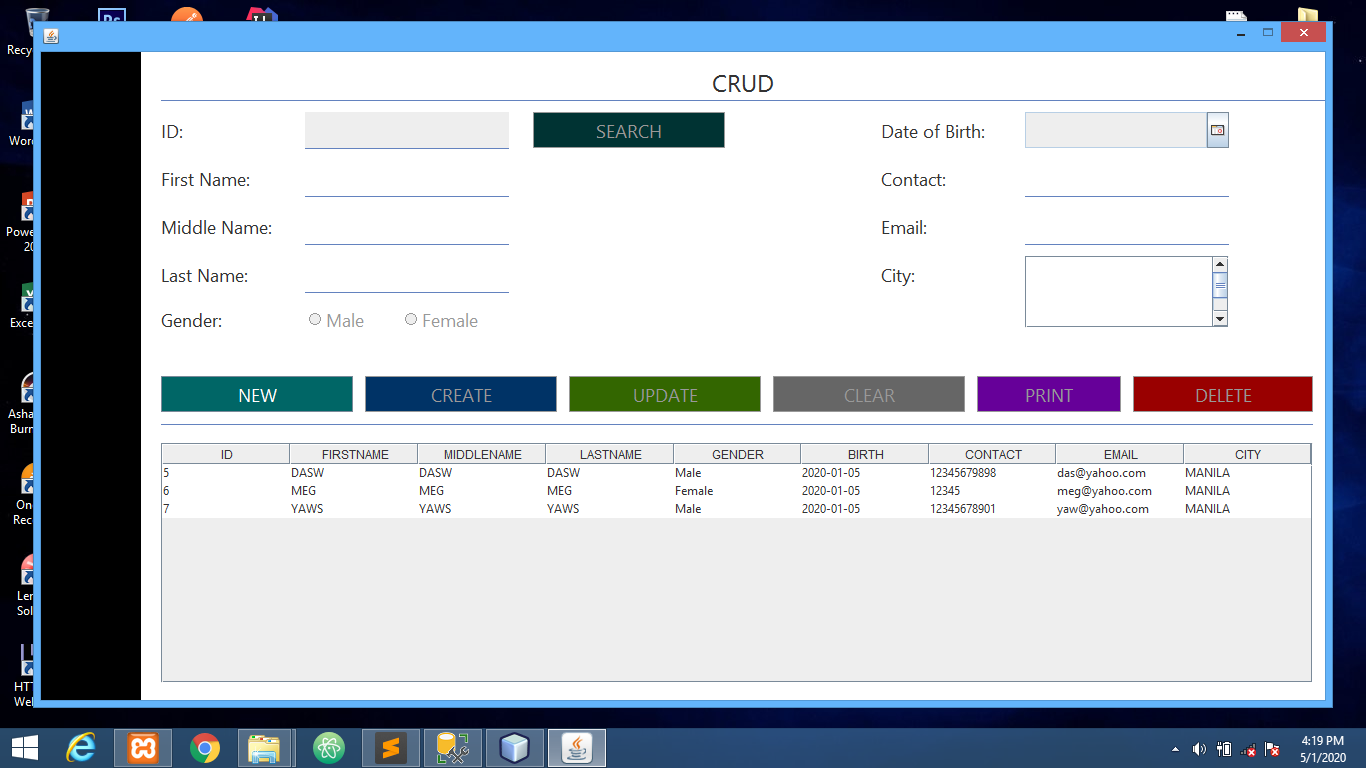 Ps
Recy
Word
Powe
20
Exce
Asha
Burn
On
Rec
Len
Sol
HTT
Wel
CRUD
ID:
SEARCH
Date of Birth:
First Name:
Contact:
Middle Name:
Email:
Last Name:
City:
Gender:
Male
Female
NEW
CREATE
UPDATE
CLEAR
PRINT
DELETE
ID FIRSTNAME MIDDLENAME LASTNAME GENDER BIRTH CONTACT EMAIL CITY
5 DASW DASW DASW Male 2020-01-05 12345679898 das@yahoo.com MANILA
6 MEG MEG MEG Female 2020-01-05 12345 meg@yahoo.com MANILA
7 YAWS YAWS YAWS Male 2020-01-05 12345678901 yaw@yahoo.com MANILA
4:19 PM
5/1/2020